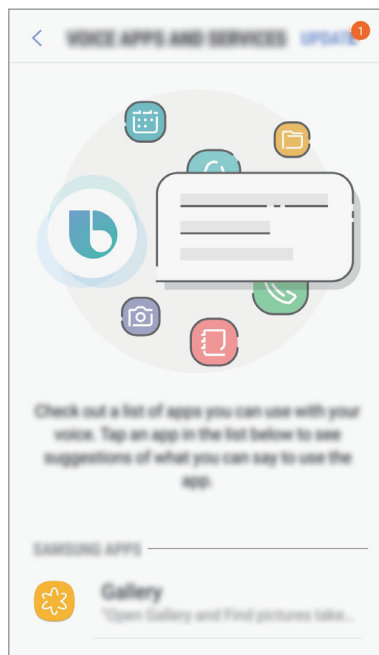 VOICE APPS AND SERVICES UPDATE 1
Check out a list of apps you can use with your
voice. Tap an app in the list below to see
suggestions of what you can say to use the
app.
SAMSUNG APPS
Gallery
"Open Gallery and Find pictures take...